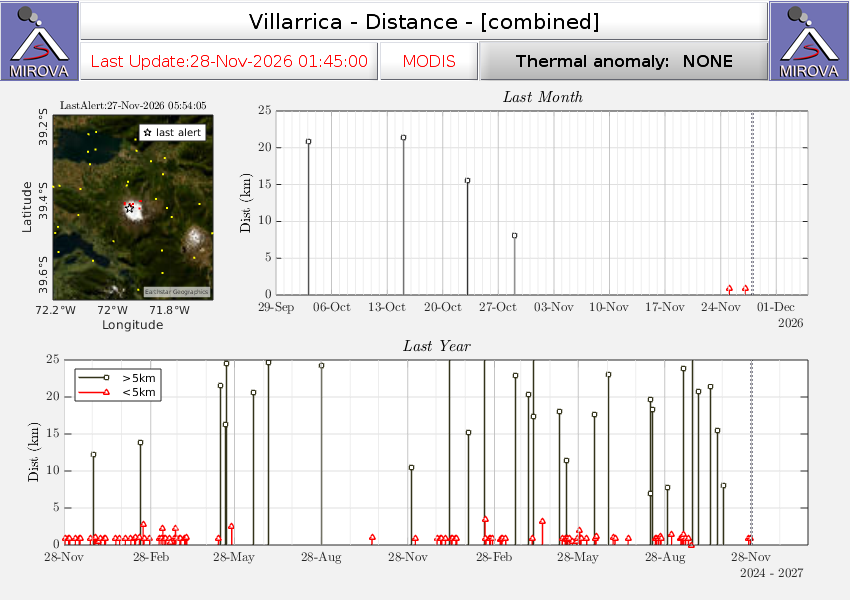 Villarrica - Distance - [combined]
MIROVA
Last Update:28-Nov-2026 01:45:00
MODIS
Thermal anomaly: NONE
MIROVA
LastAlert:27-Nov-2026 05:54:05
last alert
Latitude
39.2°S
39.4°S
39.6°S
Earthstar Geographics
72.2°W 72°W 71.8°W
Longitude
Last Month
Dist (km)
25
20
15
10
5
0
29-Sep 06-Oct 13-Oct 20-Oct 27-Oct 03-Nov 10-Nov 17-Nov 24-Nov 01-Dec
2026
Last Year
Dist (km)
25
20
15
10
5
0
>5km
<5km
28-Nov 28-Feb 28-May 28-Aug 28-Nov 28-Feb 28-May 28-Aug 28-Nov
2024 - 2027